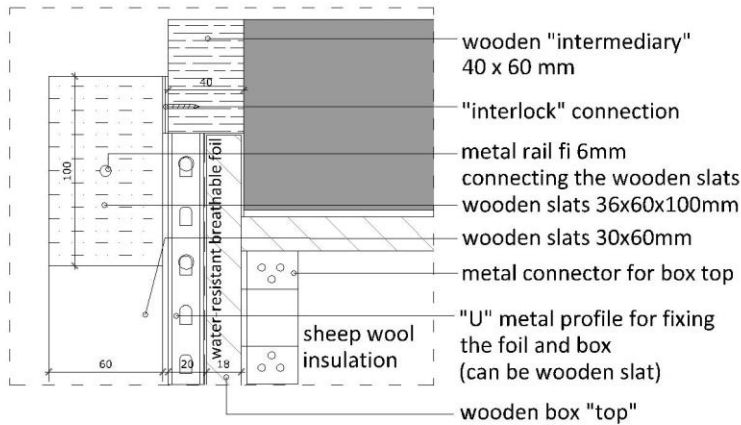 wooden "intermediary"
40 x 60 mm
40
"interlock" connection
metal rail fi 6mm
connecting the wooden slats
100
wooden slats 36x60x100mm
wooden slats 30x60mm
water-resistant breathable foil
metal connector for box top
"U" metal profile for fixing
the foil and box
(can be wooden slat)
sheep wool
insulation
60
20
18
wooden box "top"